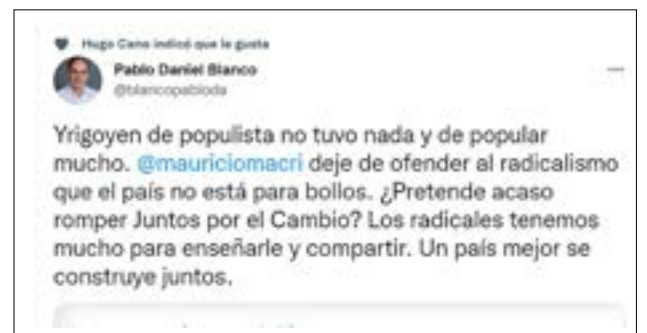 Hugo Cano indicó que le gusta
Pablo Daniel Blanco
@blancopabloda
Yrigoyen de populista no tuvo nada y de popular
mucho. @mauriciomacri deje de ofender al radicalismo
que el país no está para bollos. ¿Pretende acaso
romper Juntos por el Cambio? Los radicales tenemos
mucho para enseñarle y compartir. Un país mejor se
construye juntos.